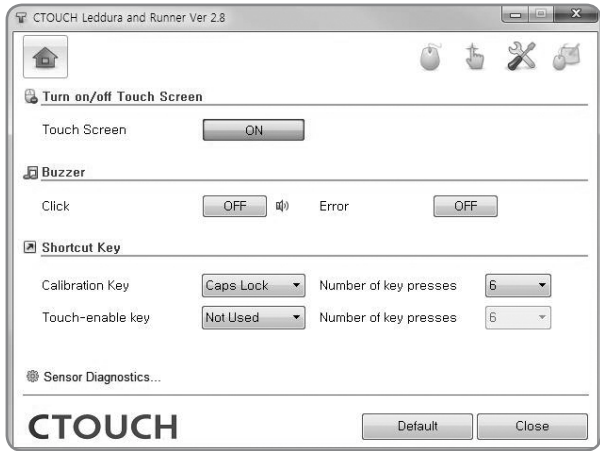 CTOUCH Leddura and Runner Ver 2.8
Turn on/off Touch Screen
Touch Screen ON
Buzzer
Click OFF Error OFF
Shortcut Key
Calibration Key Caps Lock Number of key presses 6
Touch-enable key Not Used Number of key presses 6
Sensor Diagnostics...
CTOUCH Default Close